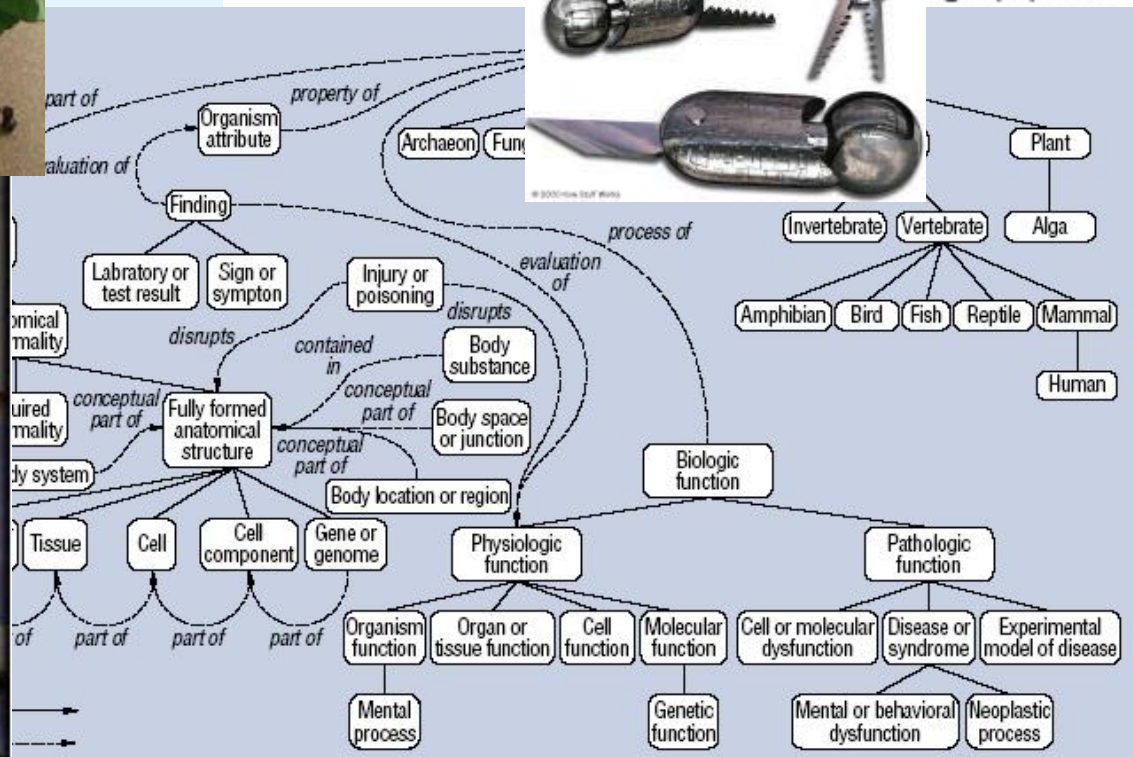 part of
property of
Organism
attribute
Archaeon
Plant
Finding
Invertebrate
Vertebrate
Alga
process of
evaluation
of
Labratory or
test result
Sign or
sympton
Injury or
poisoning
disrupts
disrupts
Amphibian
Bird
Fish
Reptile
Mammal
Human
contained
in
Body
substance
conceptual
part of
conceptual
part of
Fully formed
anatomical
structure
Body space
or junction
conceptual
part of
Body location or region
Biologic
function
Tissue
Cell
Cell
component
Gene or
genome
Physiologic
function
Pathologic
function
of
part of
part of
part of
Organism
function
Organ or
tissue function
Cell
function
Molecular
function
Cell or molecular
dysfunction
Disease or
syndrome
Experimental
model of disease
Mental
process
Genetic
function
Mental or behavioral
dysfunction
Neoplastic
process